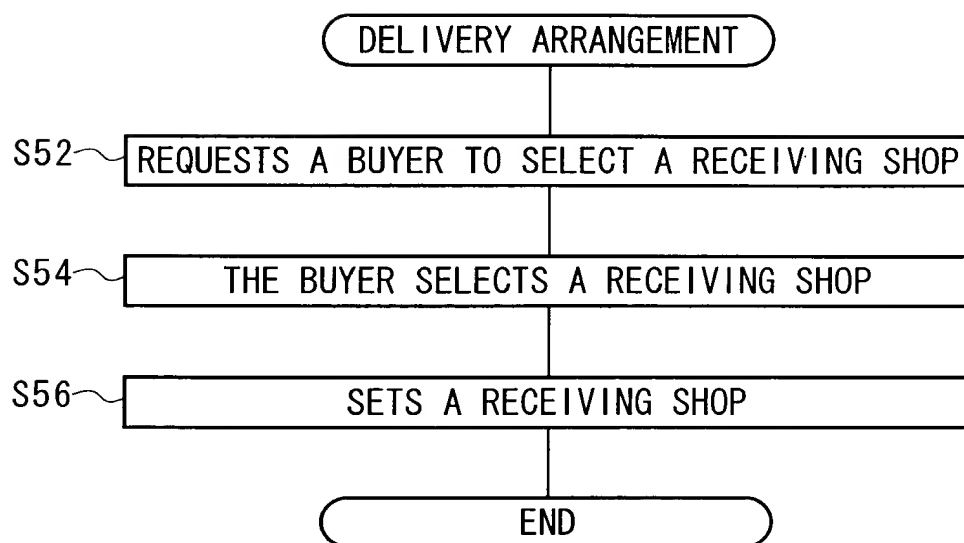 DELIVERY ARRANGEMENT
S52 REQUESTS A BUYER TO SELECT A RECEIVING SHOP
S54 THE BUYER SELECTS A RECEIVING SHOP
S56 SETS A RECEIVING SHOP
END